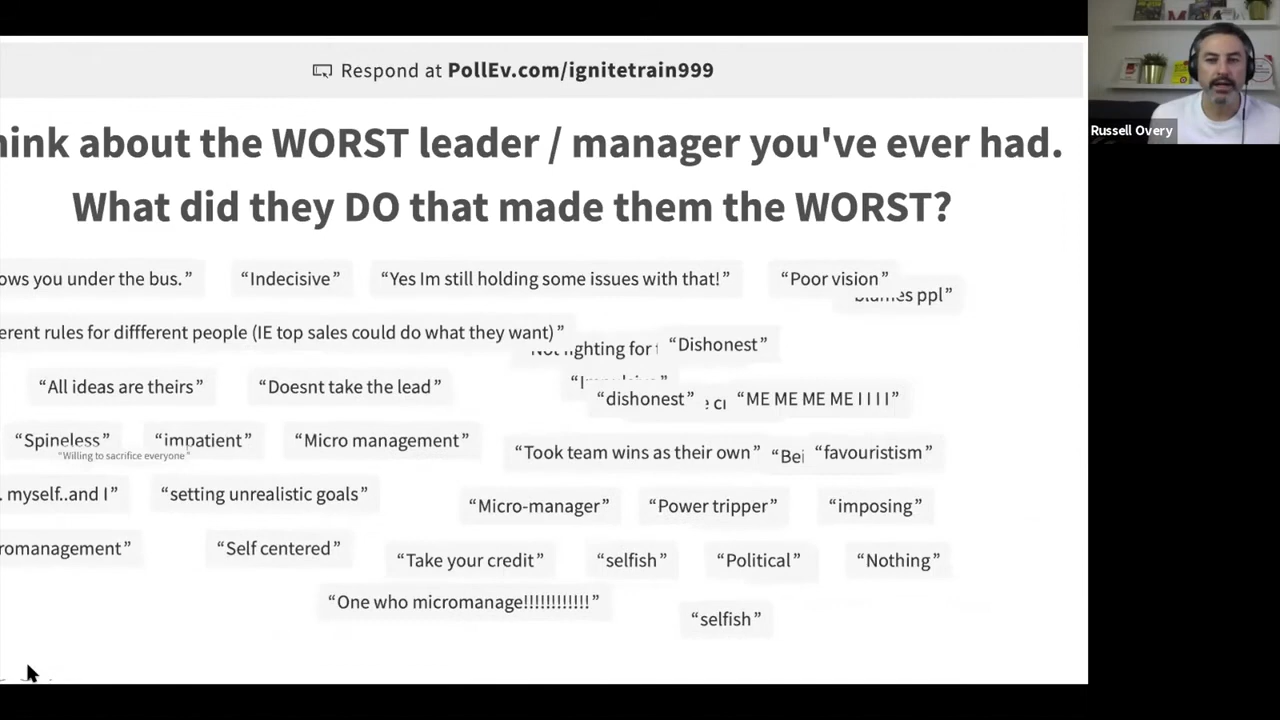 Respond at PollEv.com/ignitetrain999
Russell Overy
hink about the WORST leader / manager you've ever had.
What did they DO that made them the WORST?
ows you under the bus.” “Indecisive” “Yes Im still holding some issues with that!” “Poor vision”
ppl”
erent rules for diffferent people (IE top sales could do what they want)”
“Dishonest”
“All ideas are theirs” “Doesnt take the lead”
“dishonest” “ME ME ME ME I I I I”
“Spineless” “impatient” “Micro management”
“Willing to sacrifice everyone”
“Took team wins as their own” “Bei “favouristism”
. myself..and I” “setting unrealistic goals”
“Micro-manager” “Power tripper” “imposing”
romanagement” “Self centered”
“Take your credit” “selfish” “Political” “Nothing”
“One who micromanage!!!!!!!!!!!!”
“selfish”